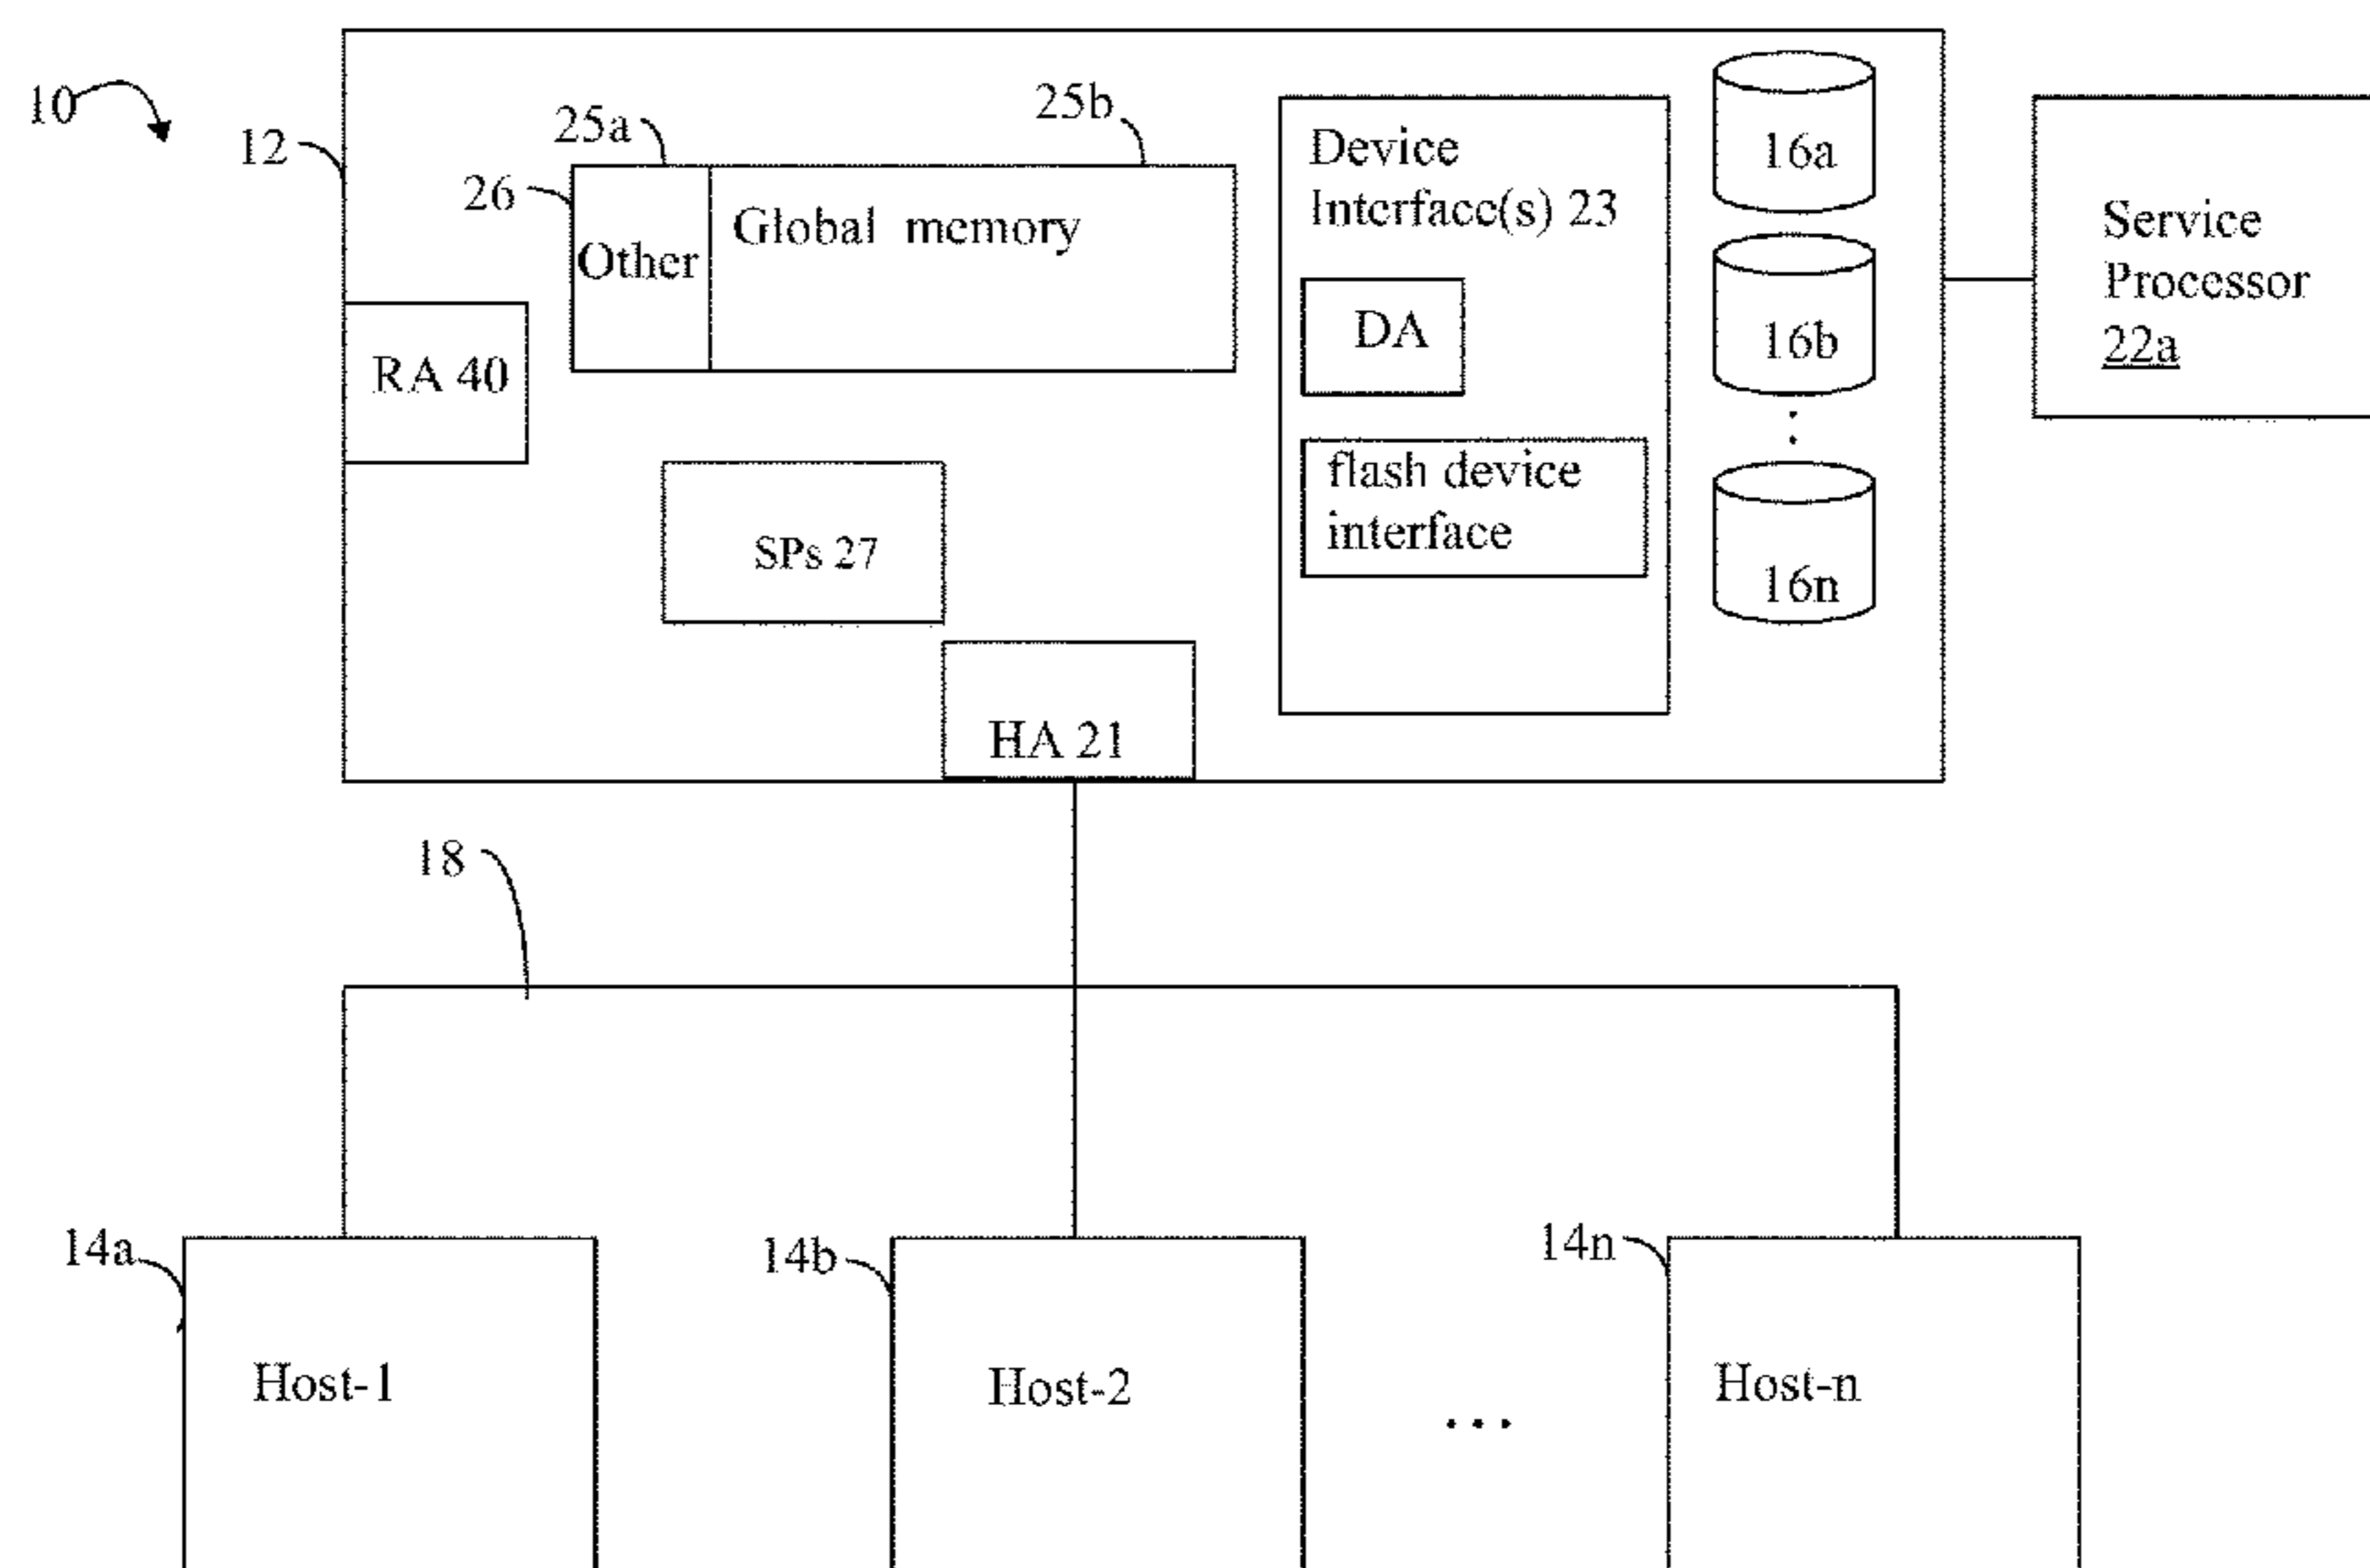 10
12
25a
25b
26
Other
Global memory
RA 40
SPs 27
HA 21
Device
Interface(s) 23
DA
flash device
interface
16a
16b
16n
Service
Processor
22a
18
14a
Host-1
14b
Host-2
...
14n
Host-n